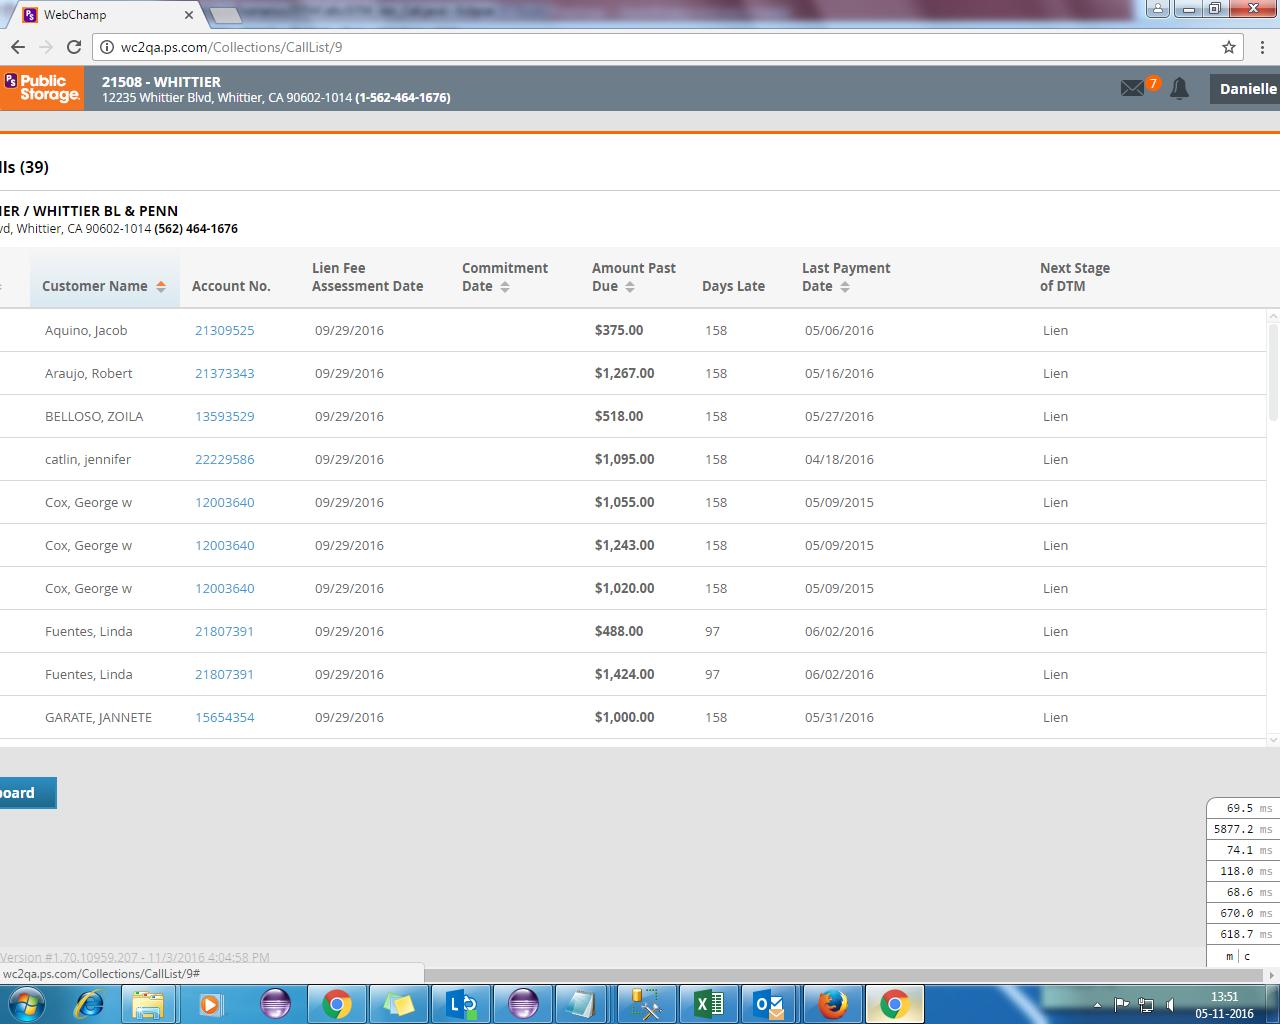 WebChamp
wc2qa.ps.com/Collections/CallList/9
PS Public Storage.
21508 - WHITTIER
12235 Whittier Blvd, Whittier, CA 90602-1014 (1-562-464-1676)
7
Danielle
lls (39)
IER / WHITTIER BL & PENN
vd, Whittier, CA 90602-1014 (562) 464-1676
Customer Name Account No. Lien Fee Assessment Date Commitment Date Amount Past Due Days Late Last Payment Date Next Stage of DTM
Aquino, Jacob 21309525 09/29/2016 $375.00 158 05/06/2016 Lien
Araujo, Robert 21373343 09/29/2016 $1,267.00 158 05/16/2016 Lien
BELLOSO, ZOILA 13593529 09/29/2016 $518.00 158 05/27/2016 Lien
catlin, jennifer 22229586 09/29/2016 $1,095.00 158 04/18/2016 Lien
Cox, George w 12003640 09/29/2016 $1,055.00 158 05/09/2015 Lien
Cox, George w 12003640 09/29/2016 $1,243.00 158 05/09/2015 Lien
Cox, George w 12003640 09/29/2016 $1,020.00 158 05/09/2015 Lien
Fuentes, Linda 21807391 09/29/2016 $488.00 97 06/02/2016 Lien
Fuentes, Linda 21807391 09/29/2016 $1,424.00 97 06/02/2016 Lien
GARATE, JANNETE 15654354 09/29/2016 $1,000.00 158 05/31/2016 Lien
board
69.5 ms
5877.2 ms
74.1 ms
118.0 ms
68.6 ms
670.0 ms
618.7 ms
m | c
Version #1.70.10959.207 - 11/3/2016 4:04:58 PM
wc2qa.ps.com/Collections/CallList/9#
13:51
05-11-2016